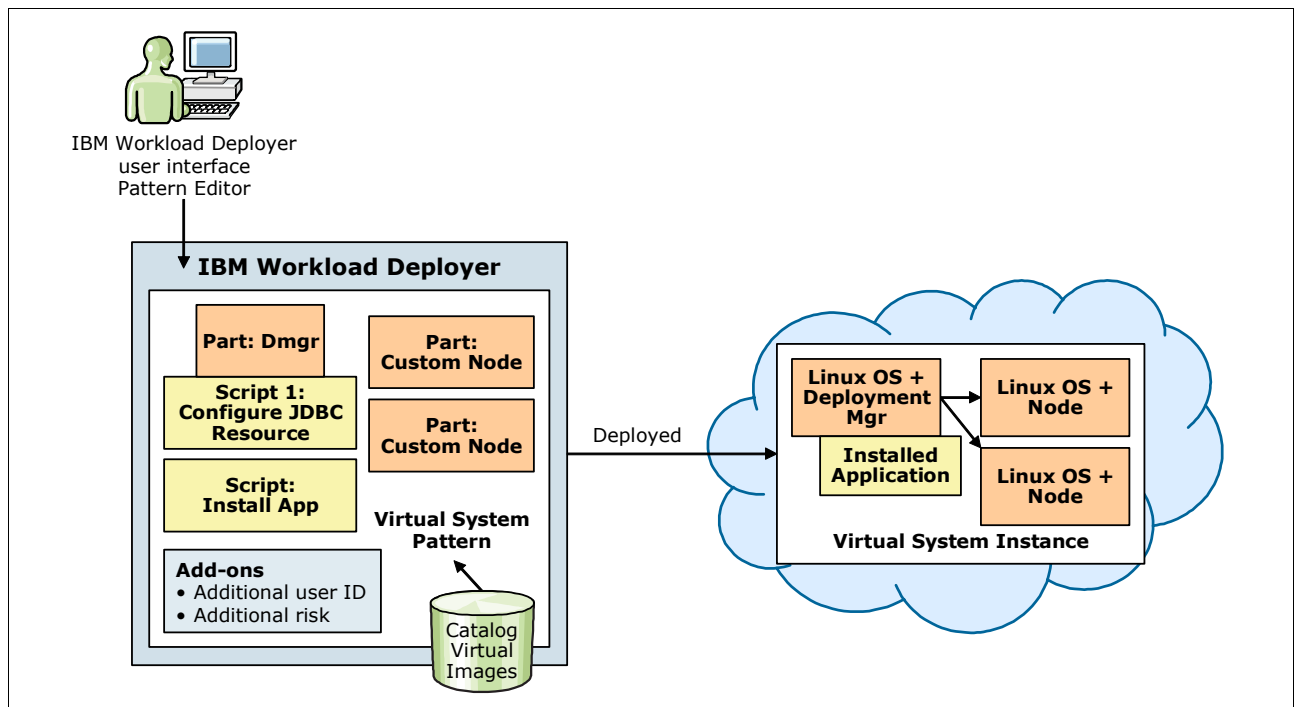 IBM Workload Deployer
user interface
Pattern Editor
IBM Workload Deployer
Part: Dmgr
Script 1:
Configure JDBC
Resource
Script:
Install App
Part:
Custom Node
Part:
Custom Node
Virtual System
Pattern
Add-ons
• Additional user ID
• Additional risk
Catalog
Virtual
Images
Deployed
Linux OS +
Deployment
Mgr
Installed
Application
Linux OS +
Node
Linux OS +
Node
Virtual System Instance